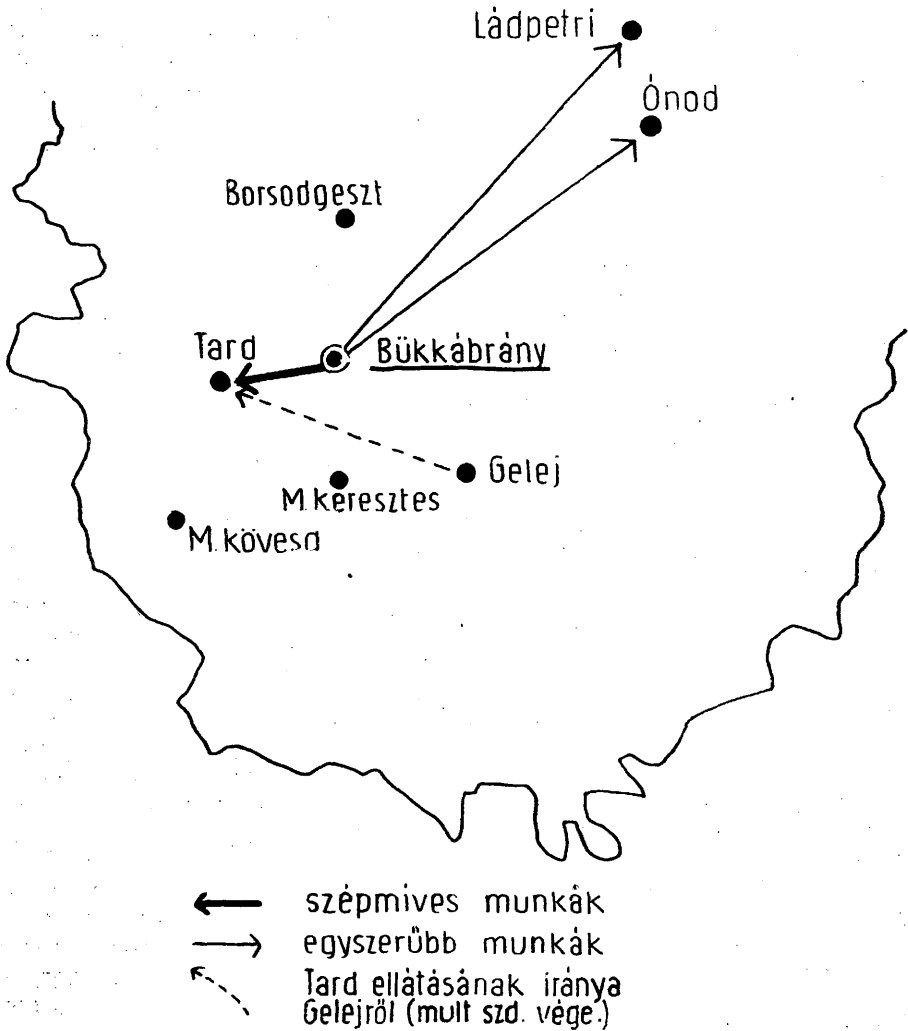 Ládpetri
Ónod
Borsodgeszt
Tard
Bükkábrány
Gelej
M.keresztes
M.kövesd
szépmives munkák
egyszerűbb munkák
Tard ellátásának iránya
Gelejről (mult szd. vége.)